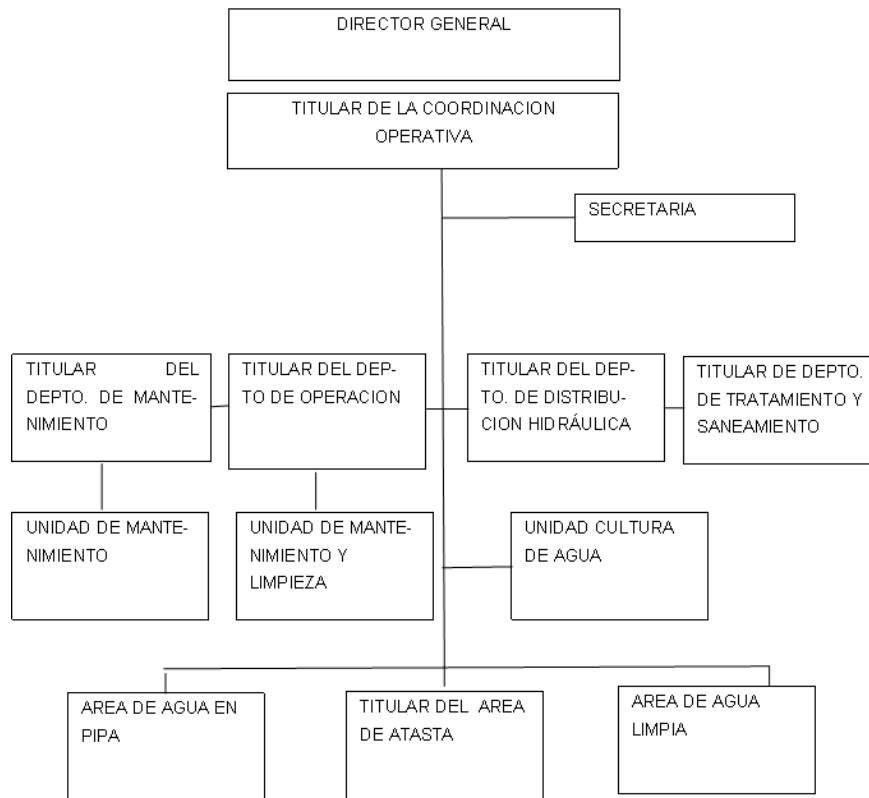 DIRECTOR GENERAL
TITULAR DE LA COORDINACION
OPERATIVA
SECRETARIA
TITULAR DEL
DEPTO. DE MANTE-
NIMIENTO
TITULAR DEL DEP-
TO DE OPERACION
TITULAR DEL DEP-
TO. DE DISTRIBU-
CION HIDRÁULICA
TITULAR DE DEPTO.
DE TRATAMIENTO Y
SANEAMIENTO
UNIDAD DE MANTE-
NIMIENTO
UNIDAD DE MANTE-
NIMIENTO Y
LIMPIEZA
UNIDAD CULTURA
DE AGUA
AREA DE AGUA EN
PIPA
TITULAR DEL AREA
DE ATASTA
AREA DE AGUA
LIMPIA